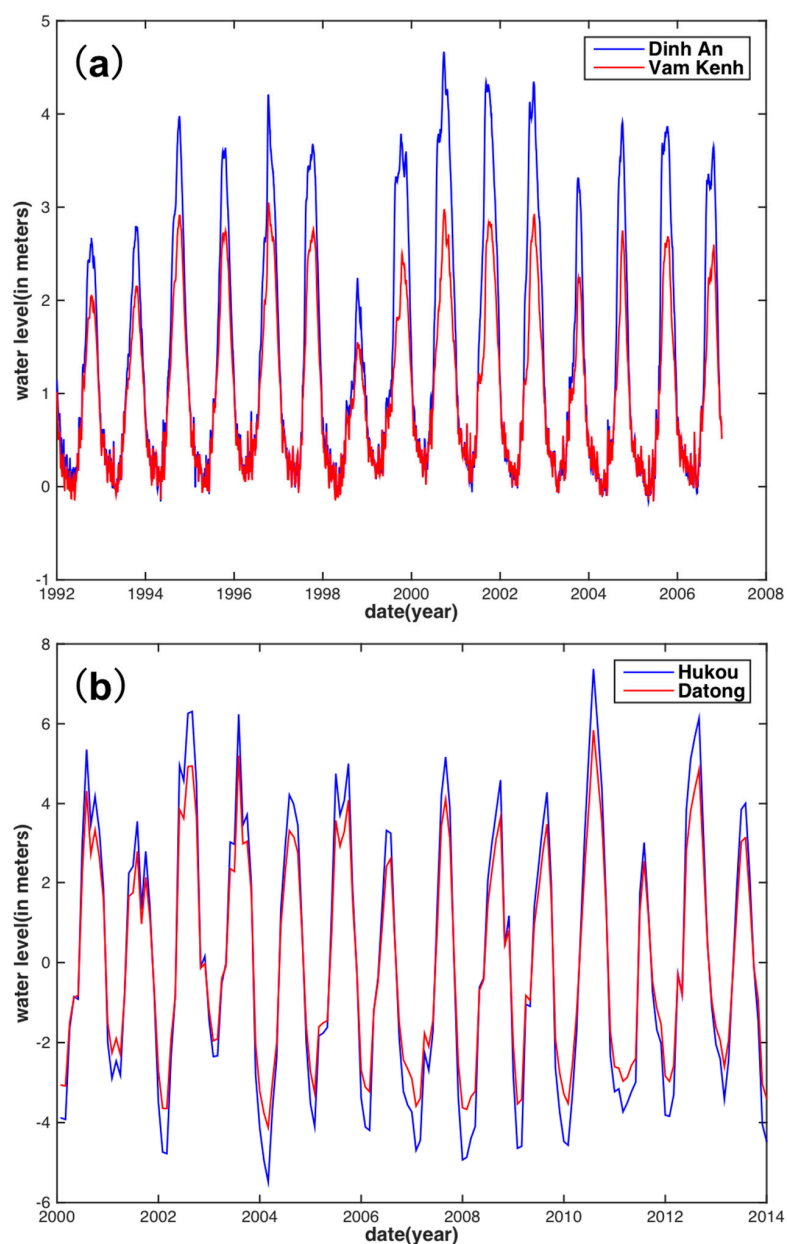 (a)
Dinh An
Vam Kenh
5
4
3
2
1
0
-1
water level(in meters)
1992 1994 1996 1998 2000 2002 2004 2006 2008
date(year)
(b)
Hukou
Datong
8
6
4
2
0
-2
-4
-6
water level(in meters)
2000 2002 2004 2006 2008 2010 2012 2014
date(year)